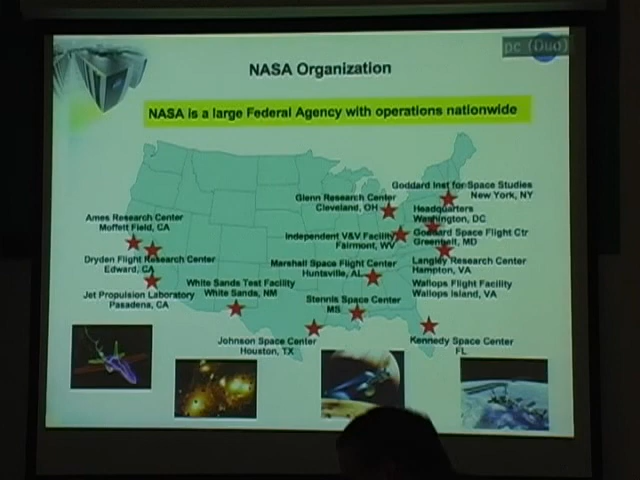 pc (Duo)
NASA Organization
NASA is a large Federal Agency with operations nationwide
Goddard Inst for Space Studies
New York, NY
Glenn Research Center
Cleveland, OH
Headquarters
Washington, DC
Ames Research Center
Moffett Field, CA
Independent V&V Facility
Fairmont, WV
Goddard Space Flight Ctr
Greenbelt, MD
Dryden Flight Research Center
Edward, CA
Marshall Space Flight Center
Huntsville, AL
Langley Research Center
Hampton, VA
White Sands Test Facility
White Sands, NM
Wallops Flight Facility
Wallops Island, VA
Jet Propulsion Laboratory
Pasadena, CA
Stennis Space Center
MS
Johnson Space Center
Houston, TX
Kennedy Space Center
FL